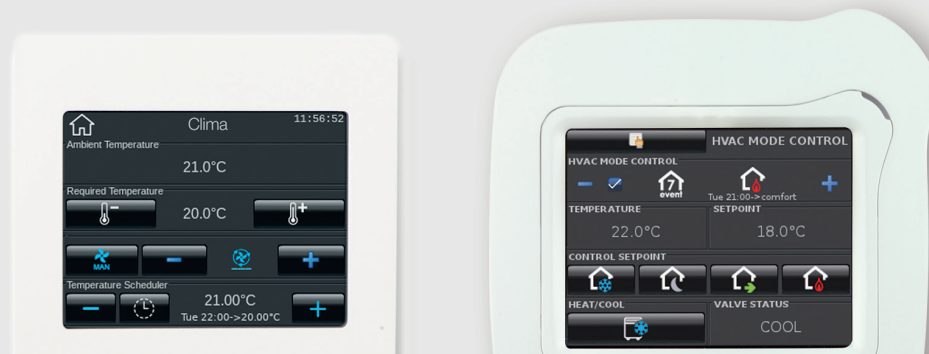 Clima
11:56:52
Ambient Temperature
21.0°C
Required Temperature
20.0°C
MAN
Temperature Scheduler
21.00°C
Tue 22:00->20.00°C
HVAC MODE CONTROL
HVAC MODE CONTROL
7
event
Tue 21:00->comfort
TEMPERATURE
SETPOINT
22.0°C
18.0°C
CONTROL SETPOINT
HEAT/COOL
VALVE STATUS
COOL